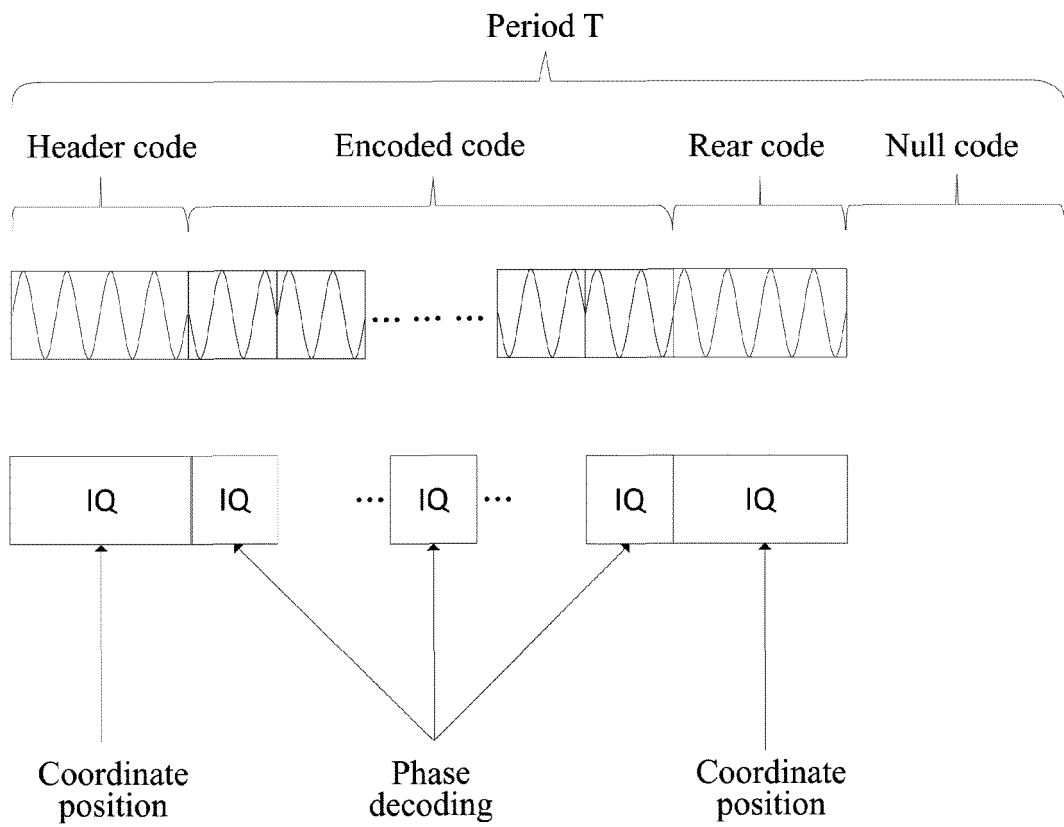 Period T
Header code Encoded code Rear code Null code
... ... ...
IQ IQ ... IQ ... IQ IQ
Coordinate position
Phase decoding
Coordinate position